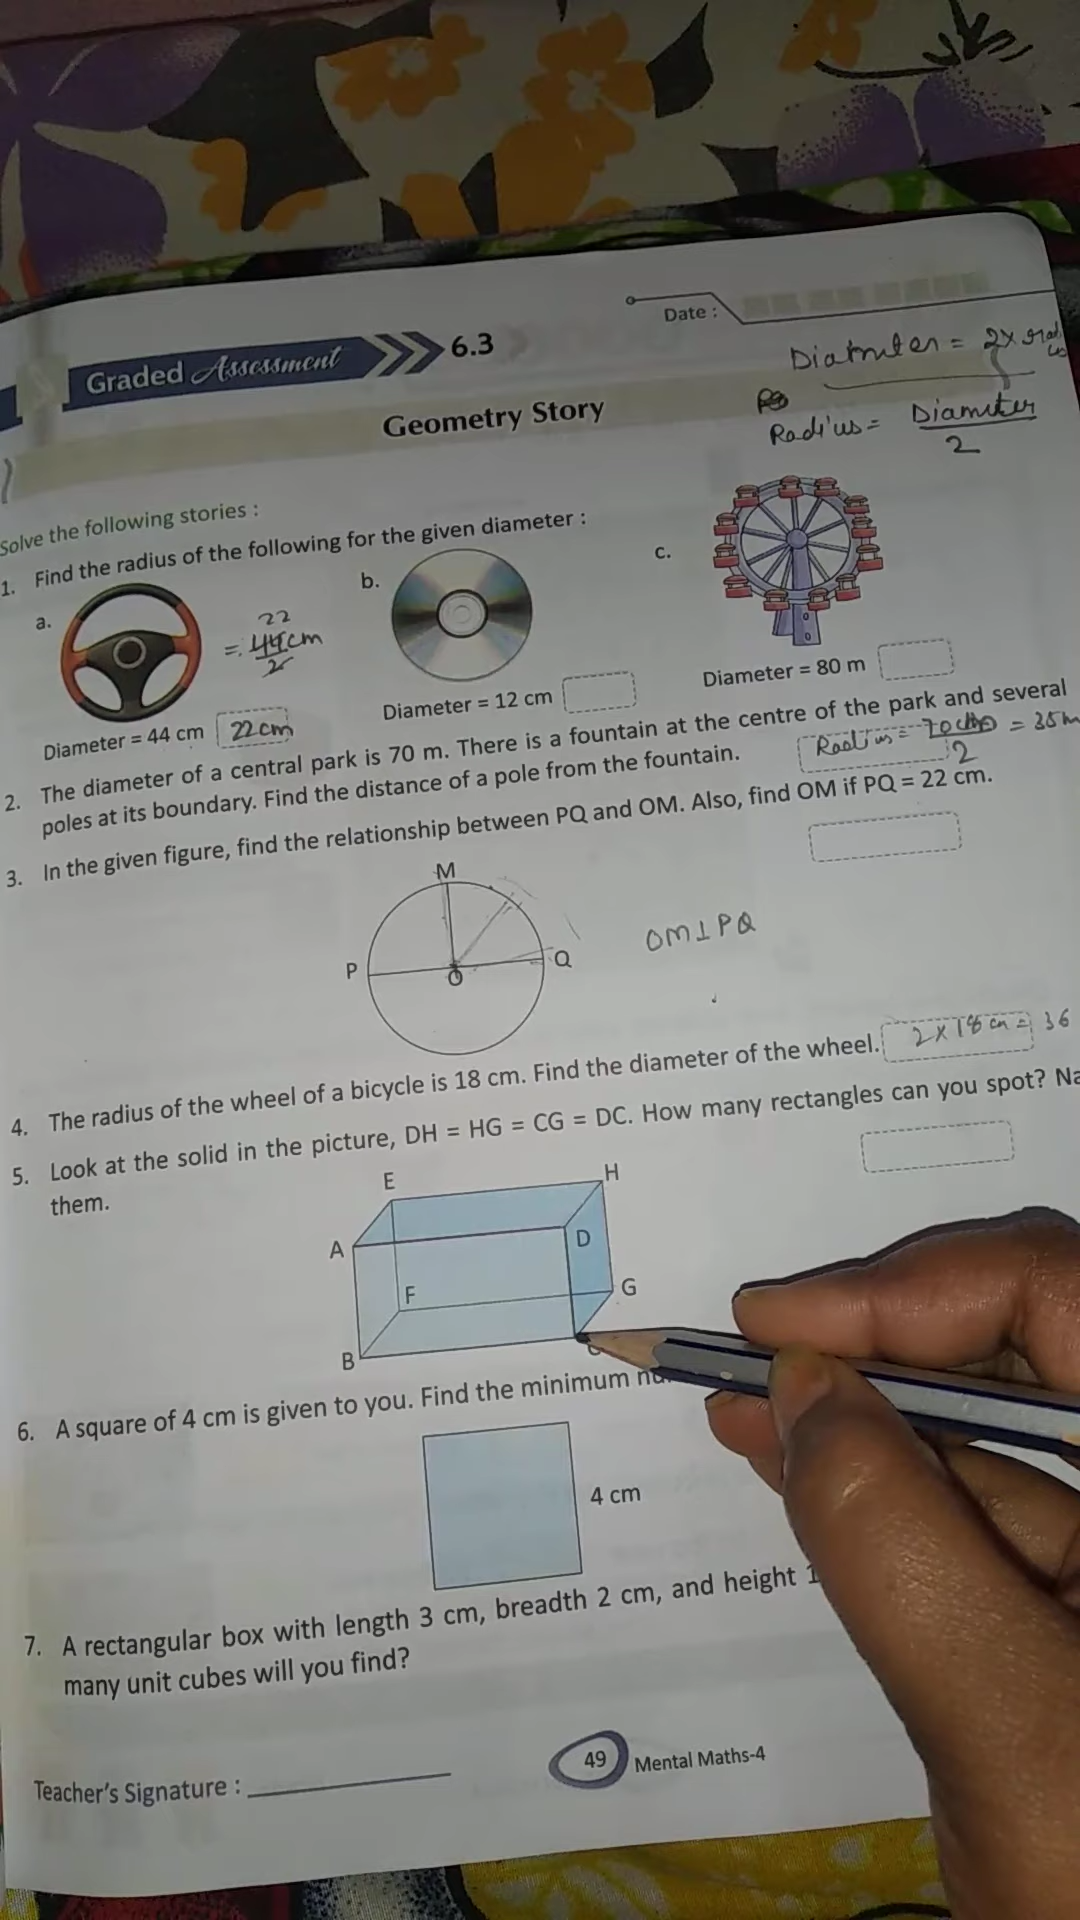 Date :
Diamter = 2x rad
us
Graded Assessment 6.3
Geometry Story
Radius = Diamiter
2
Solve the following stories :
1. Find the radius of the following for the given diameter :
a.
b.
c.
22
= 44cm
2
Diameter = 44 cm 22cm
Diameter = 12 cm
Diameter = 80 m
2. The diameter of a central park is 70 m. There is a fountain at the centre of the park and several
poles at its boundary. Find the distance of a pole from the fountain.
= 35m
2
3. In the given figure, find the relationship between PQ and OM. Also, find OM if PQ = 22 cm.
M
P
O
Q
OM⊥PQ
4. The radius of the wheel of a bicycle is 18 cm. Find the diameter of the wheel. 2x18 cm = 36
5. Look at the solid in the picture, DH = HG = CG = DC. How many rectangles can you spot? Na
them.
E
H
A
D
F
G
B
6. A square of 4 cm is given to you. Find the minimum
4 cm
7. A rectangular box with length 3 cm, breadth 2 cm, and height 1
many unit cubes will you find?
49 Mental Maths-4
Teacher's Signature :